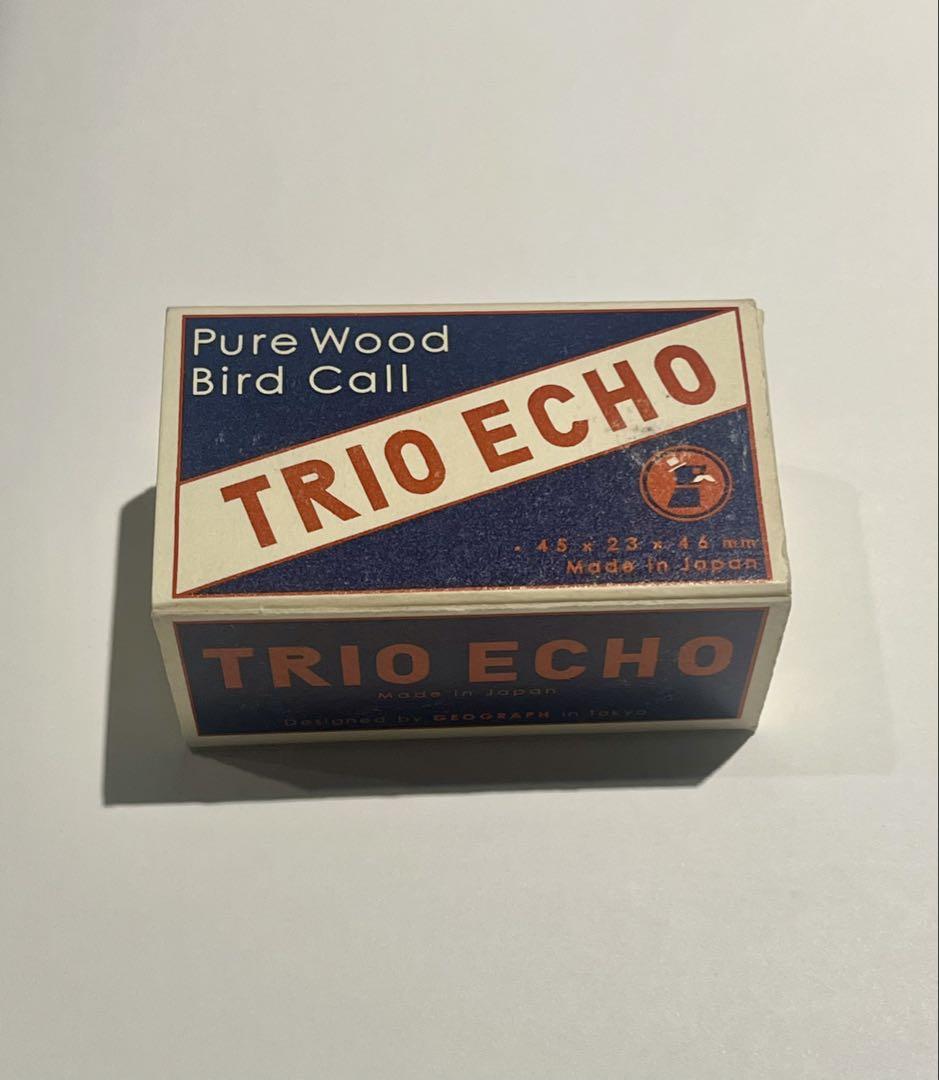 Pure Wood
Bird Call
TRIO ECHO
• 45 x 23 x 46 mm
Made in Japan
TRIO ECHO
Made in Japan
Designed by GEOGRAPH in Tokyo